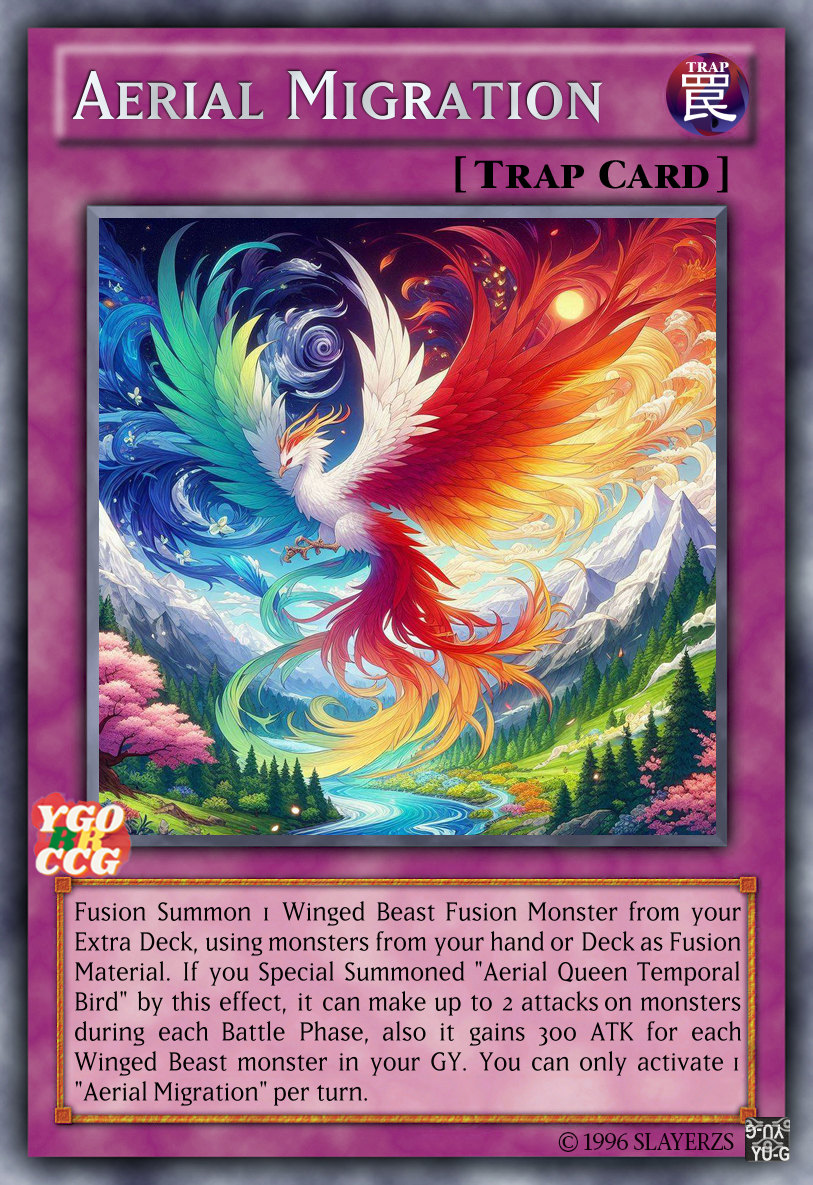 AERIAL MIGRATION
TRAP
罠
[TRAP CARD]
YGO
BR
CCG
Fusion Summon 1 Winged Beast Fusion Monster from your
Extra Deck, using monsters from your hand or Deck as Fusion
Material. If you Special Summoned "Aerial Queen Temporal
Bird" by this effect, it can make up to 2 attacks on monsters
during each Battle Phase, also it gains 300 ATK for each
Winged Beast monster in your GY. You can only activate 1
"Aerial Migration" per turn.
© 1996 SLAYERZS
YU-G
YU-G